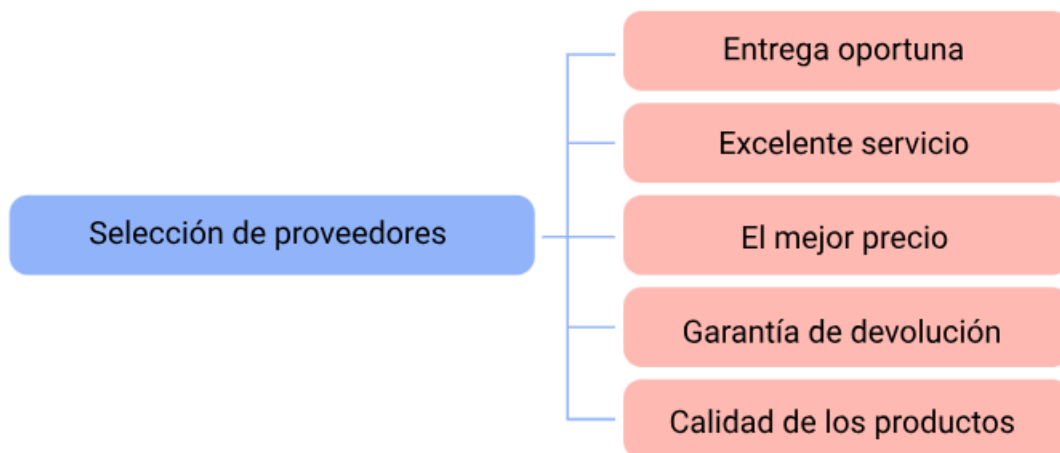 Selección de proveedores
Entrega oportuna
Excelente servicio
El mejor precio
Garantía de devolución
Calidad de los productos